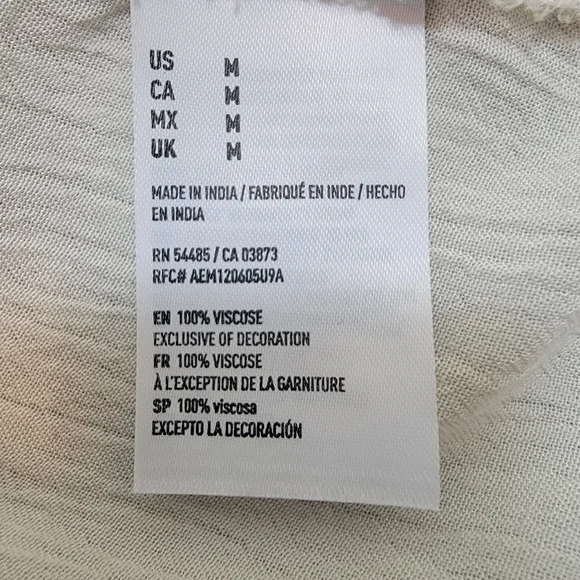 US M
CA M
MX M
UK M
MADE IN INDIA / FABRIQUÉ EN INDE / HECHO
EN INDIA
RN 54485 / CA 03873
RFC# AEM120605U9A
EN 100% VISCOSE
EXCLUSIVE OF DECORATION
FR 100% VISCOSE
À L'EXCEPTION DE LA GARNITURE
SP 100% viscosa
EXCEPTO LA DECORACIÓN